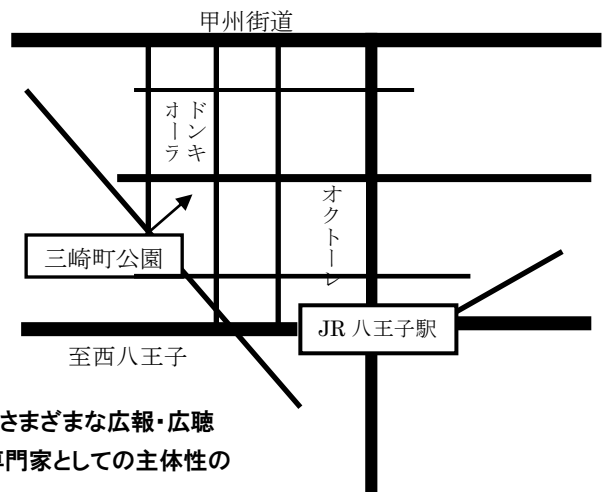 甲州街道
ドンキ
オーラ
オクトーレ
三崎町公園
JR 八王子駅
至西八王子
さまざまな広報・広聴
専門家としての主体性の